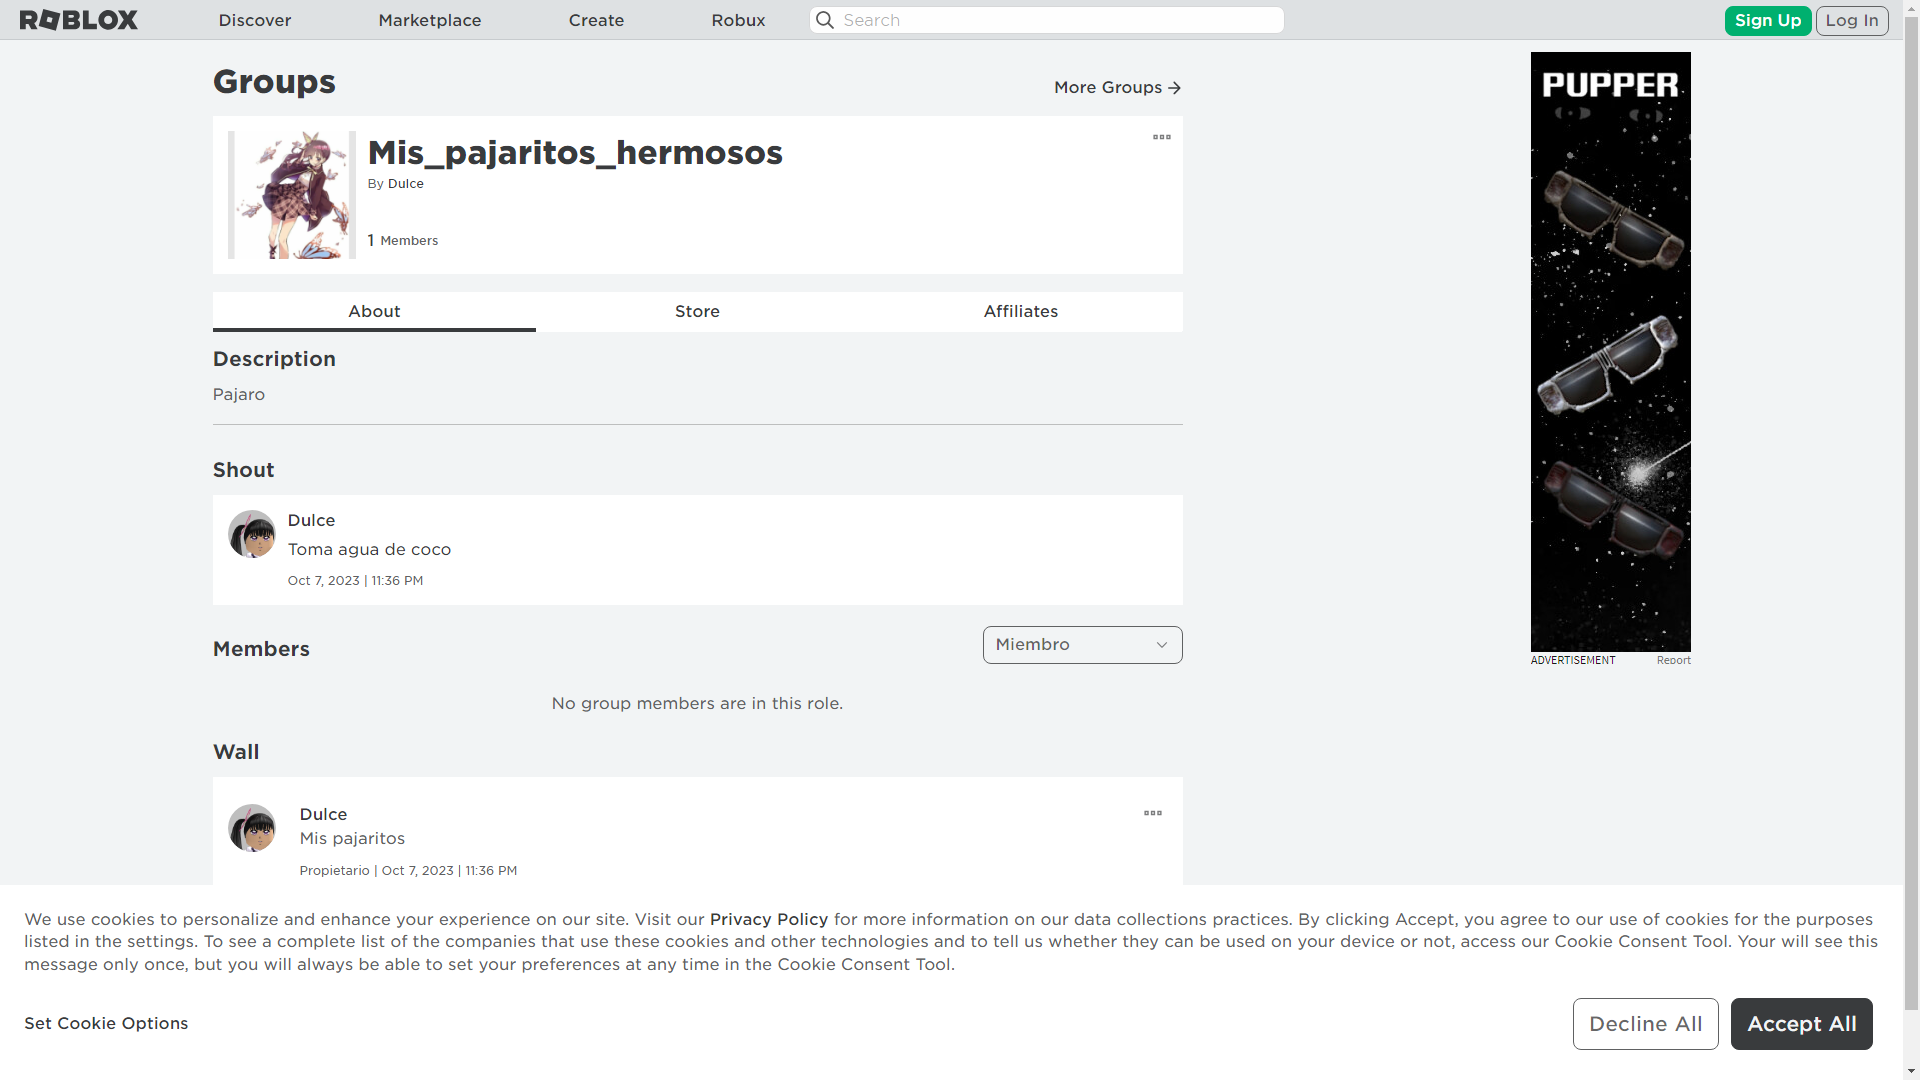 ROBLOX
Discover
Marketplace
Create
Robux
Search
Sign Up
Log In
Groups
More Groups
Mis_pajaritos_hermosos
By Dulce
1 Members
About
Store
Affiliates
Description
Pajaro
Shout
Dulce
Toma agua de coco
Oct 7, 2023 | 11:36 PM
Members
Miembro
No group members are in this role.
Wall
Dulce
Mis pajaritos
Propietario | Oct 7, 2023 | 11:36 PM
PUPPER
ADVERTISEMENT
Report
We use cookies to personalize and enhance your experience on our site. Visit our Privacy Policy for more information on our data collections practices. By clicking Accept, you agree to our use of cookies for the purposes
listed in the settings. To see a complete list of the companies that use these cookies and other technologies and to tell us whether they can be used on your device or not, access our Cookie Consent Tool. Your will see this
message only once, but you will always be able to set your preferences at any time in the Cookie Consent Tool.
Set Cookie Options
Decline All
Accept All